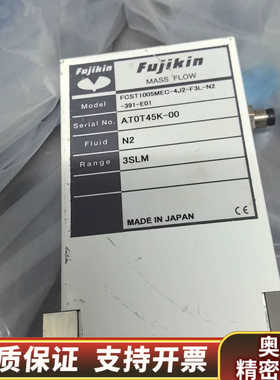 Fujikin
Fujikin
MASS FLOW
Model
FCST1005MEC-4J2-F3L-N2
-391-E01
Serial No.
AT0T45K-00
Fluid
N2
Range
3SLM
MADE IN JAPAN
CE
质保证 支持开票
奥
精密